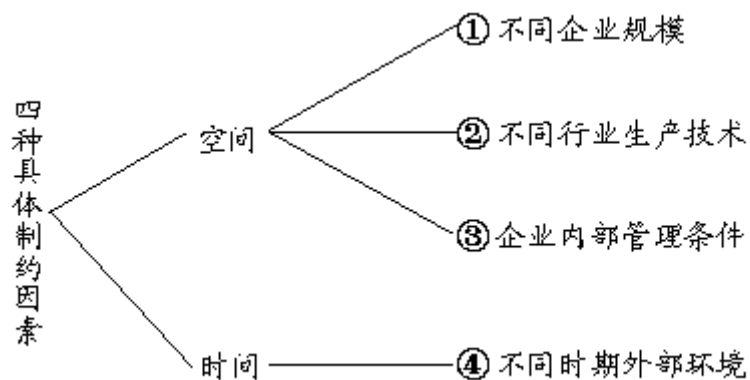 四种具体制约因素
空间
①不同企业规模
②不同行业生产技术
③企业内部管理条件
时间
④不同时期外部环境